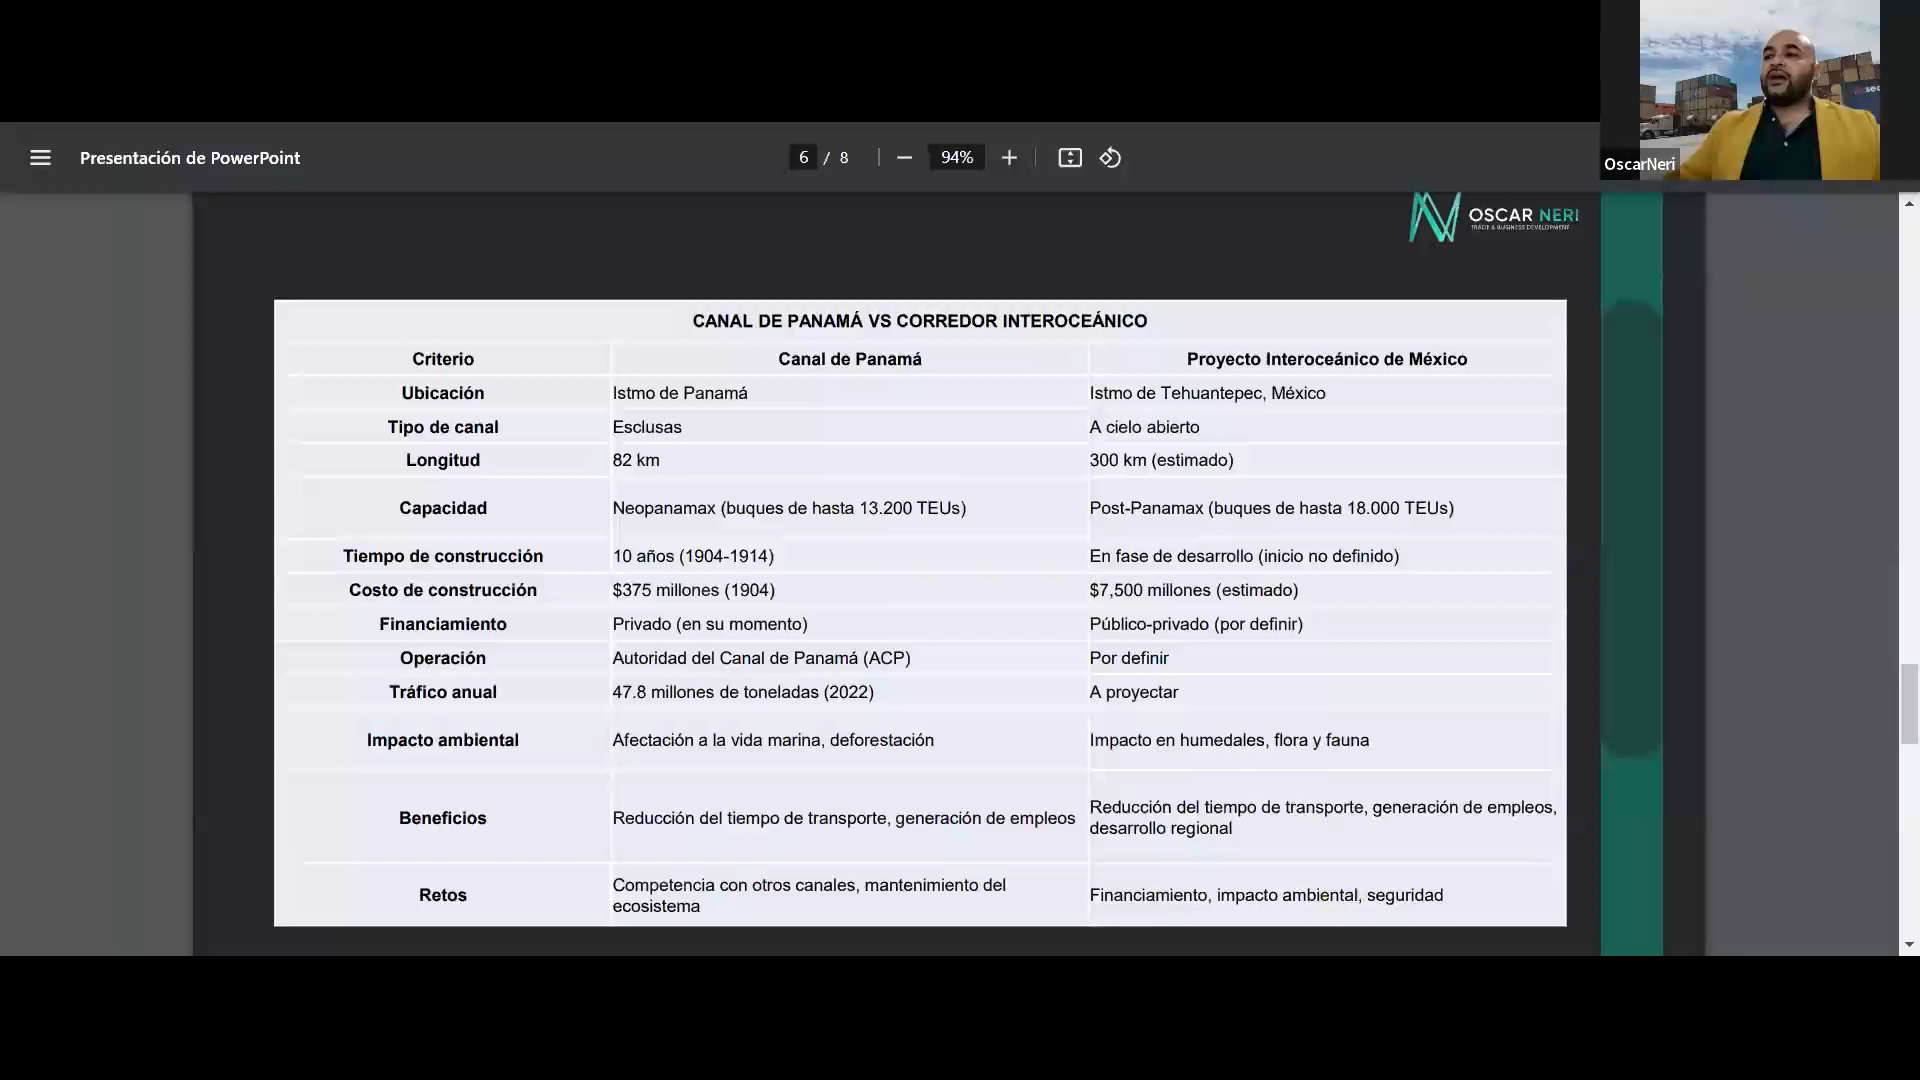 OscarNeri
Presentación de PowerPoint
6 / 8
94%
OSCAR NERI
TRADE & BUSINESS DEVELOPMENT
CANAL DE PANAMÁ VS CORREDOR INTEROCEÁNICO
Criterio Canal de Panamá Proyecto Interoceánico de México
Ubicación Istmo de Panamá Istmo de Tehuantepec, México
Tipo de canal Esclusas A cielo abierto
Longitud 82 km 300 km (estimado)
Capacidad Neopanamax (buques de hasta 13.200 TEUs) Post-Panamax (buques de hasta 18.000 TEUs)
Tiempo de construcción 10 años (1904-1914) En fase de desarrollo (inicio no definido)
Costo de construcción $375 millones (1904) $7,500 millones (estimado)
Financiamiento Privado (en su momento) Público-privado (por definir)
Operación Autoridad del Canal de Panamá (ACP) Por definir
Tráfico anual 47.8 millones de toneladas (2022) A proyectar
Impacto ambiental Afectación a la vida marina, deforestación Impacto en humedales, flora y fauna
Beneficios Reducción del tiempo de transporte, generación de empleos Reducción del tiempo de transporte, generación de empleos,
desarrollo regional
Retos Competencia con otros canales, mantenimiento del
ecosistema Financiamiento, impacto ambiental, seguridad